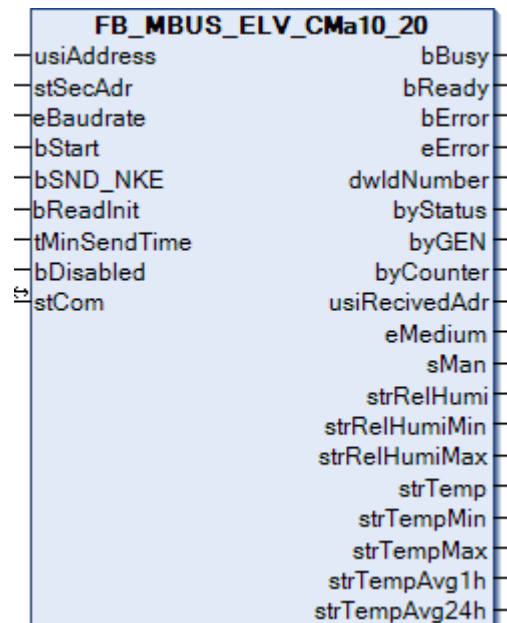 FB_MBUS_ELV_CMa10_20
usiAddress bBusy
stSecAdr bReady
eBaudrate bError
bStart eError
bSND_NKE dwIdNumber
bReadInit byStatus
tMinSendTime byGEN
bDisabled byCounter
stCom usiRecivedAdr
eMedium
sMan
strRelHumi
strRelHumiMin
strRelHumiMax
strTemp
strTempMin
strTempMax
strTempAvg1h
strTempAvg24h